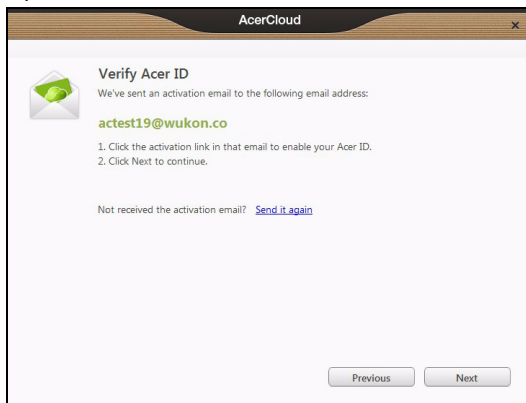 AcerCloud
Verify Acer ID
We've sent an activation email to the following email address:
actest19@wukon.co
1. Click the activation link in that email to enable your Acer ID.
2. Click Next to continue.
Not received the activation email? Send it again
Previous Next